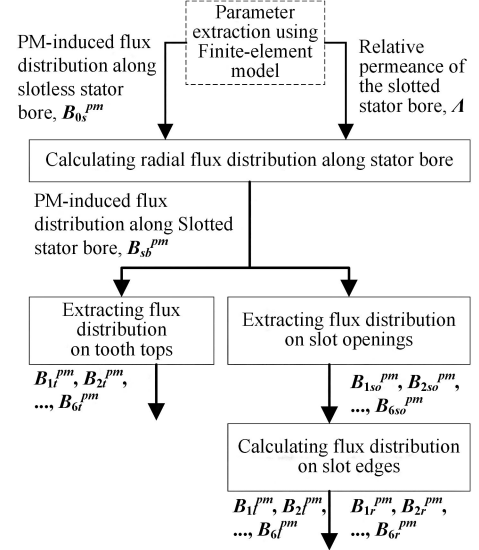 Parameter
extraction using
Finite-element
model
PM-induced flux
distribution along
slotless stator
bore, B0s^pm
Relative
permeance of
the slotted
stator bore, Λ
Calculating radial flux distribution along stator bore
PM-induced flux
distribution along Slotted
stator bore, Bsb^pm
Extracting flux
distribution
on tooth tops
Extracting flux distribution
on slot openings
B1t^pm, B2t^pm,
..., B6t^pm
B1so^pm, B2so^pm,
..., B6so^pm
Calculating flux distribution
on slot edges
B1l^pm, B2l^pm,
..., B6l^pm
B1r^pm, B2r^pm,
..., B6r^pm